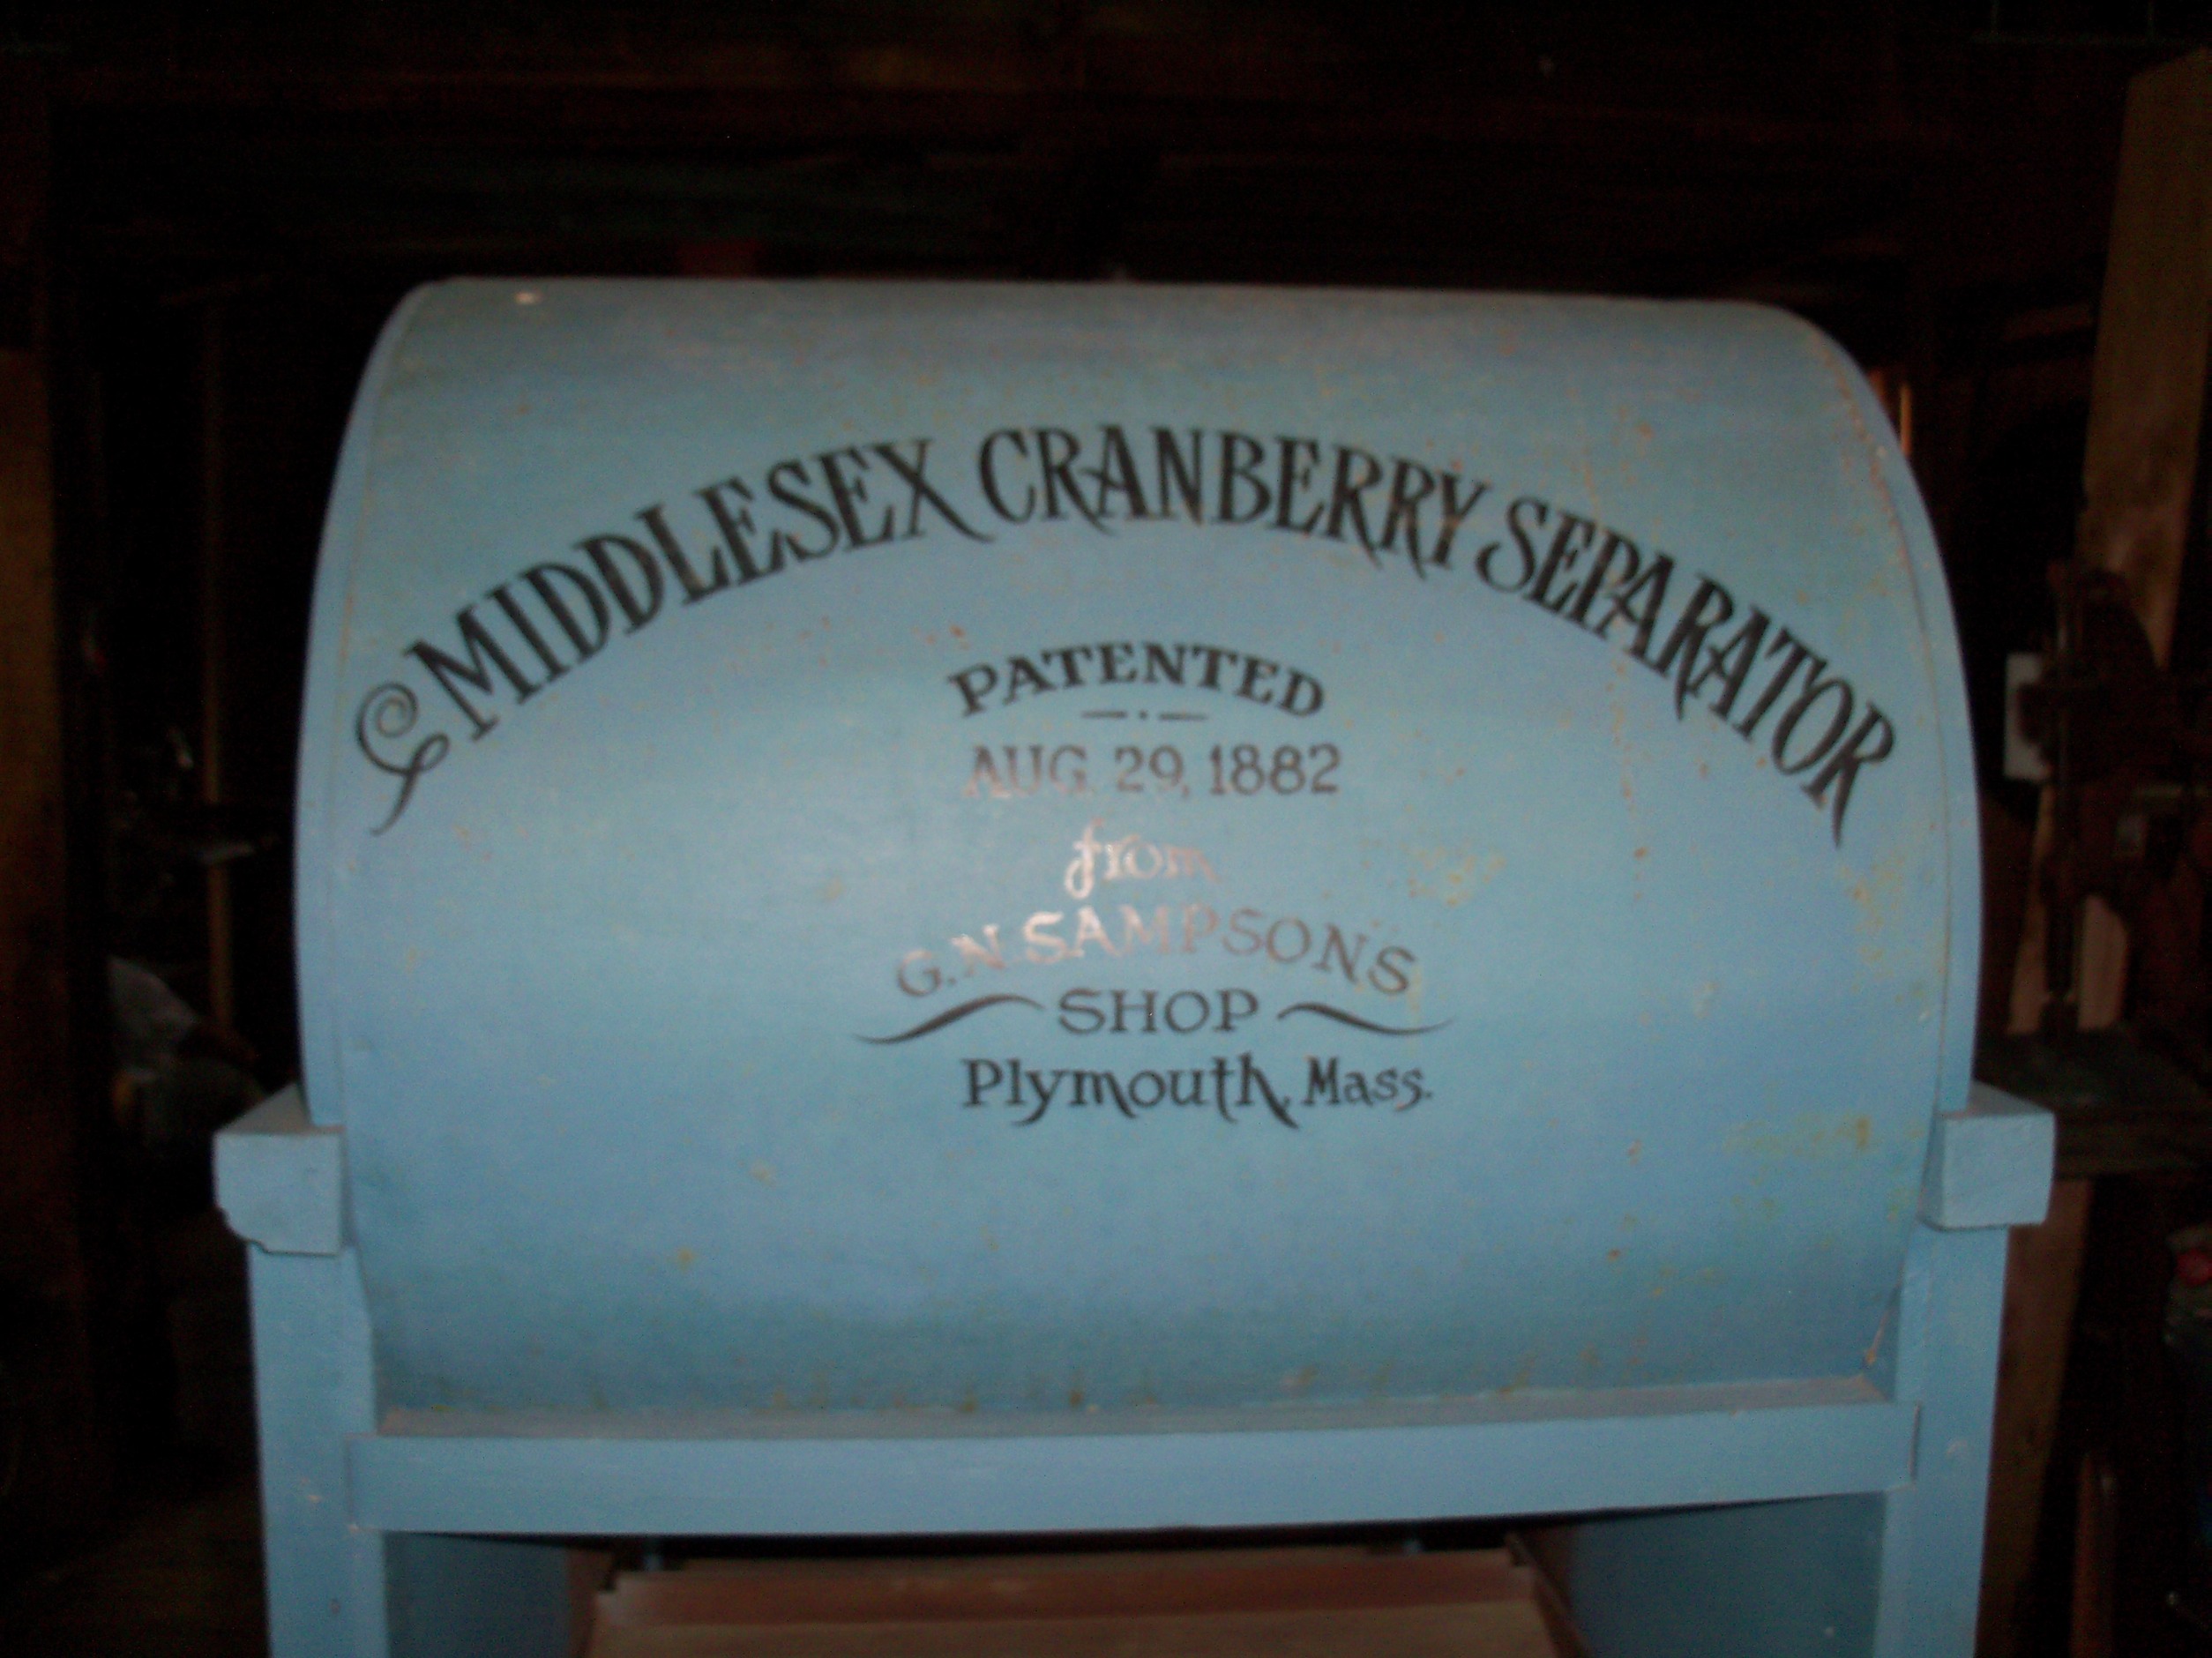 MIDDLESEX CRANBERRY SEPARATOR
PATENTED
AUG. 29, 1882
from
G.N. SAMPSONS
SHOP
Plymouth, Mass.